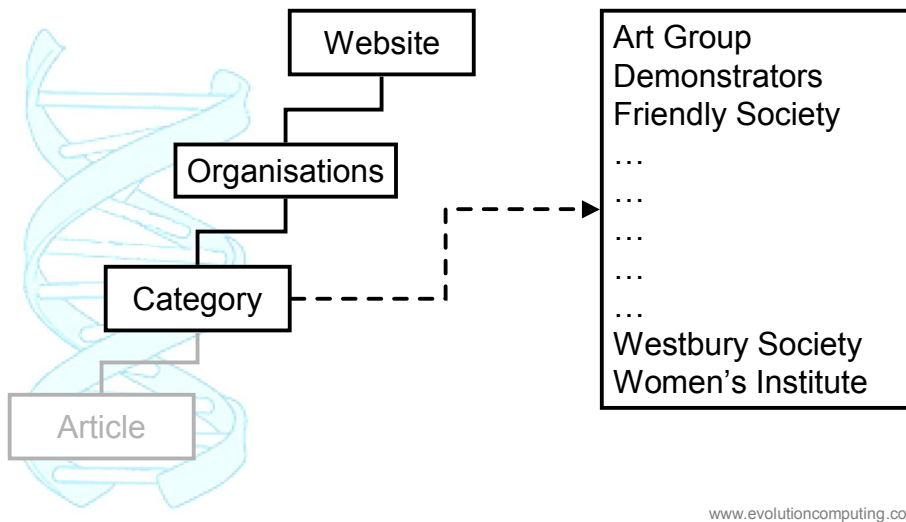 Website
Organisations
Category
Article
Art Group
Demonstrators
Friendly Society
…
…
…
…
…
Westbury Society
Women’s Institute
www.evolutioncomputing.co